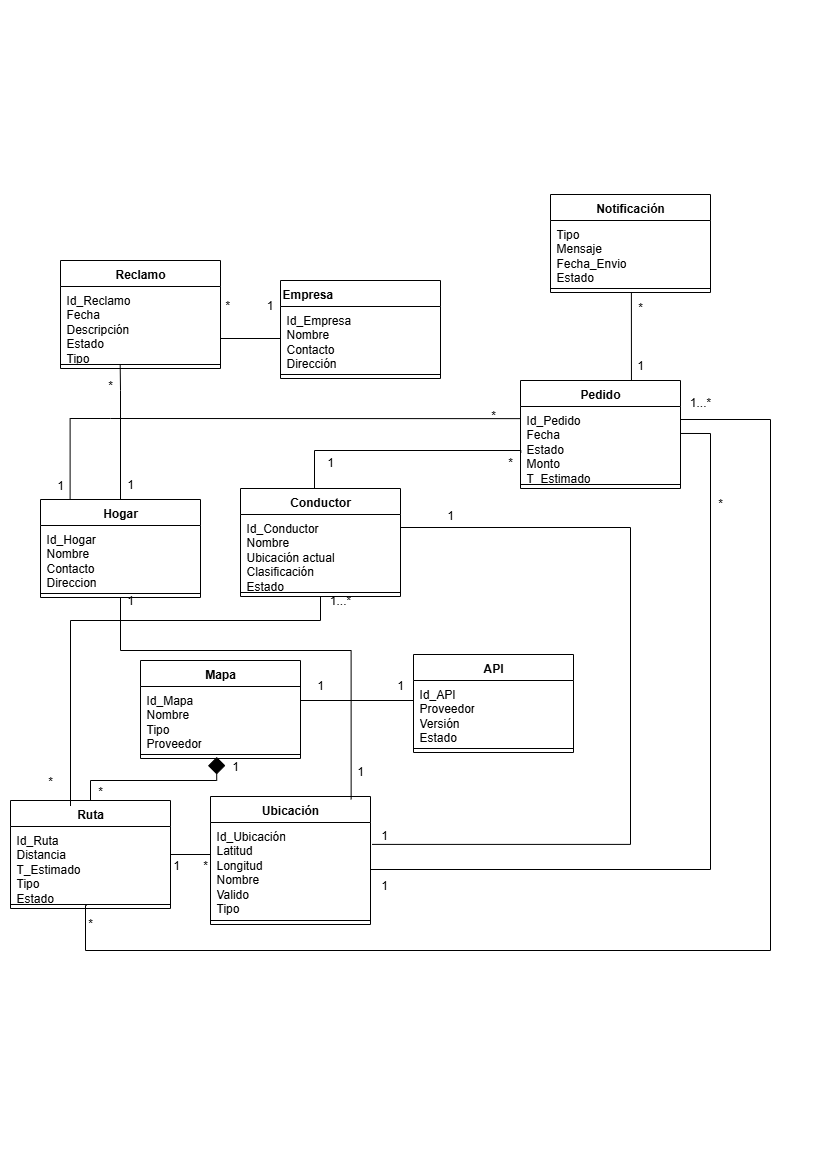 Notificación
Tipo
Mensaje
Fecha_Envio
Estado
*
1
Reclamo
Id_Reclamo
Fecha
Descripción
Estado
Tipo
*
1
Empresa
Id_Empresa
Nombre
Contacto
Dirección
*
1
Pedido
Id_Pedido
Fecha
Estado
Monto
T_Estimado
1...*
*
*
*
1
1
Hogar
Id_Hogar
Nombre
Contacto
Direccion
1
1
Conductor
Id_Conductor
Nombre
Ubicación actual
Clasificación
Estado
1
1...*
Mapa
Id_Mapa
Nombre
Tipo
Proveedor
1
1
API
Id_API
Proveedor
Versión
Estado
1
*
*
1
Ruta
Id_Ruta
Distancia
T_Estimado
Tipo
Estado
1
*
*
Ubicación
Id_Ubicación
Latitud
Longitud
Nombre
Valido
Tipo
1
1